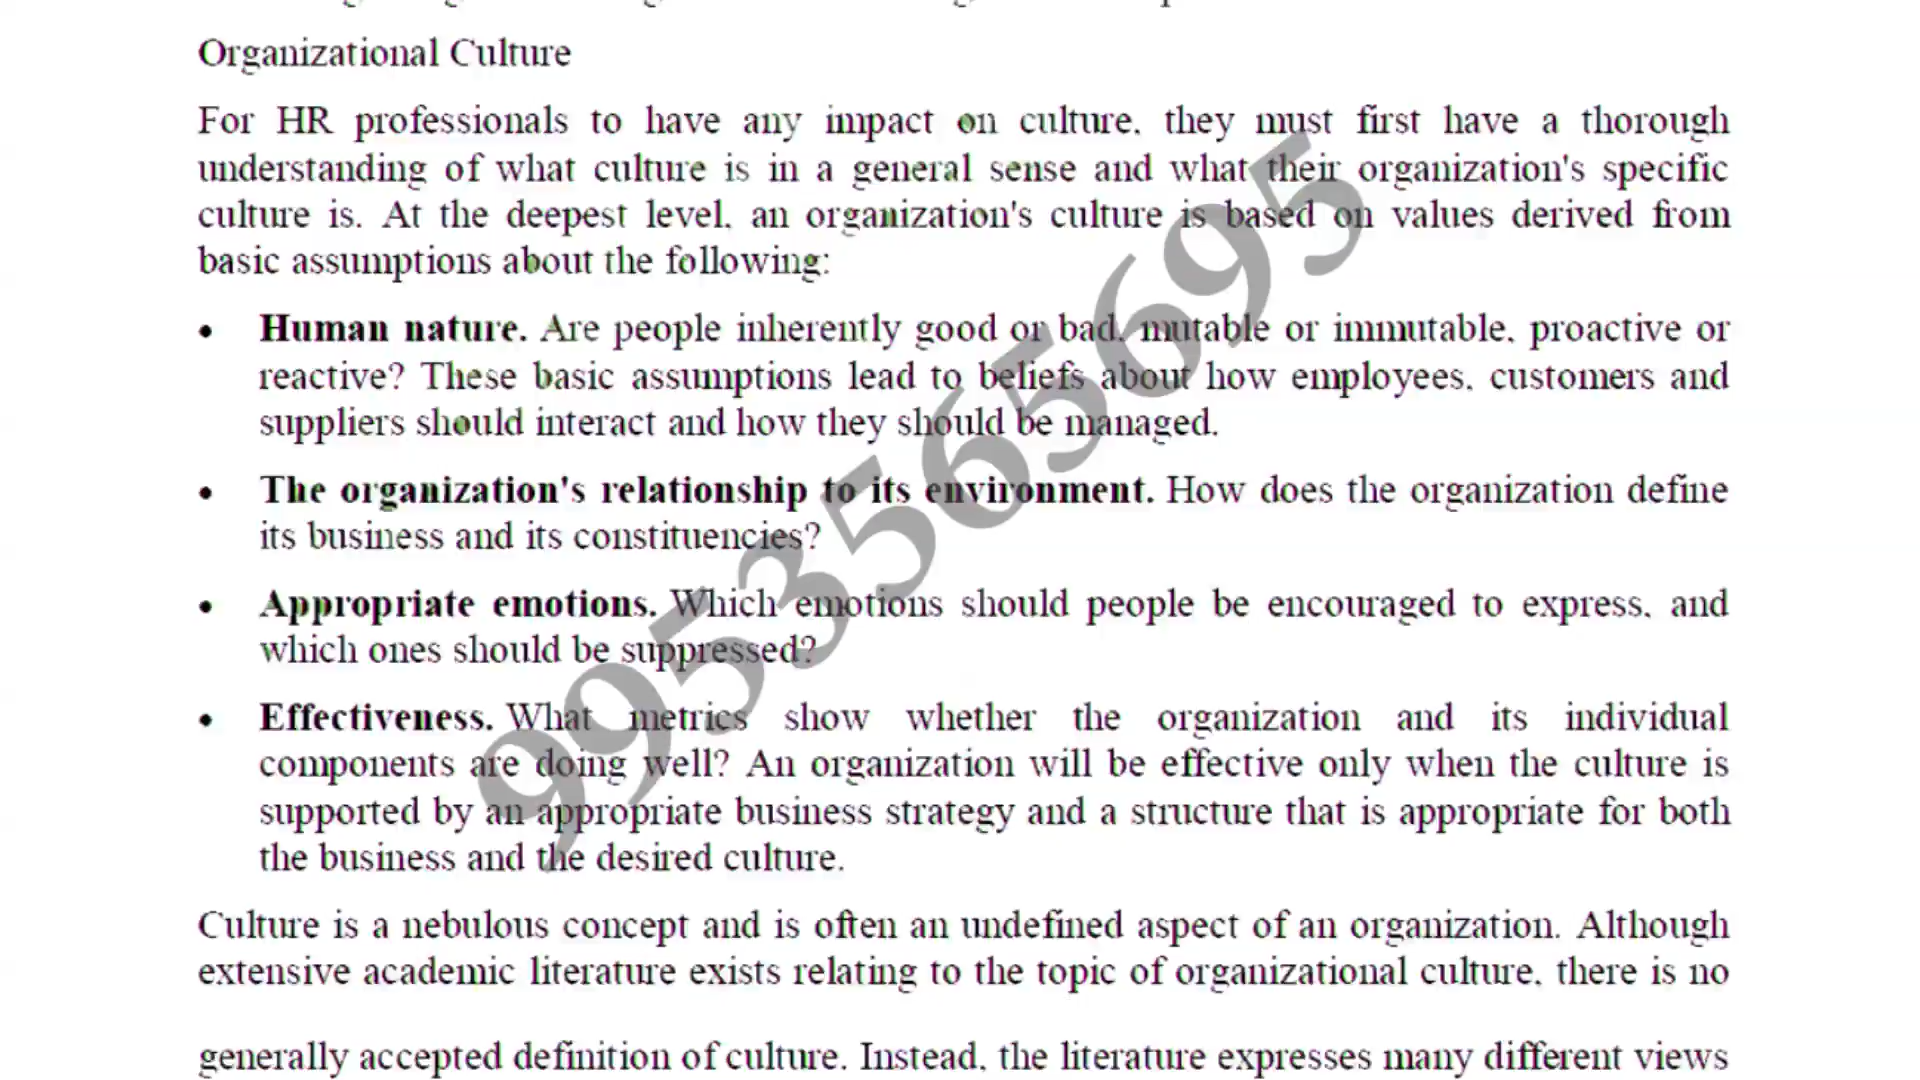 Organizational Culture
For HR professionals to have any impact on culture, they must first have a thorough
understanding of what culture is in a general sense and what their organization's specific
culture is. At the deepest level, an organization's culture is based on values derived from
basic assumptions about the following:
• Human nature. Are people inherently good or bad, mutable or immutable, proactive or
reactive? These basic assumptions lead to beliefs about how employees, customers and
suppliers should interact and how they should be managed.
• The organization's relationship to its environment. How does the organization define
its business and its constituencies?
• Appropriate emotions. Which emotions should people be encouraged to express, and
which ones should be suppressed?
• Effectiveness. What metrics show whether the organization and its individual
components are doing well? An organization will be effective only when the culture is
supported by an appropriate business strategy and a structure that is appropriate for both
the business and the desired culture.
Culture is a nebulous concept and is often an undefined aspect of an organization. Although
extensive academic literature exists relating to the topic of organizational culture, there is no
generally accepted definition of culture. Instead, the literature expresses many different views
9953565695